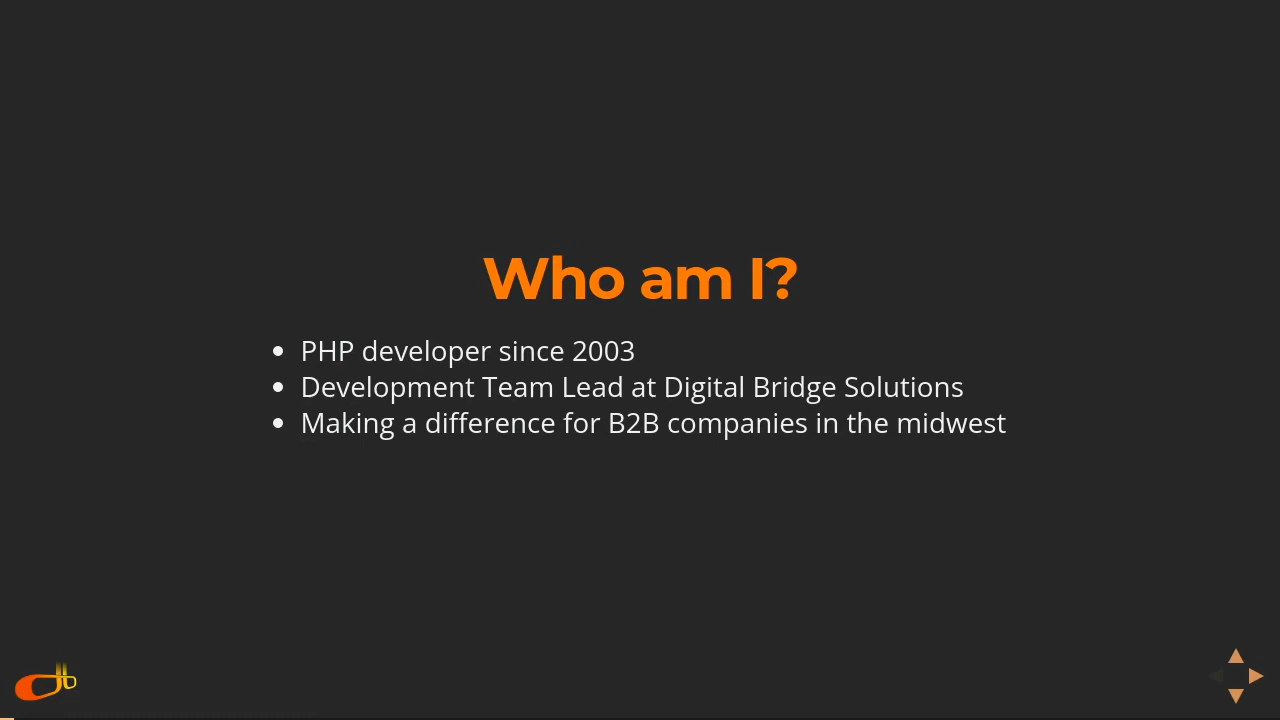 Who am I?
PHP developer since 2003
Development Team Lead at Digital Bridge Solutions
Making a difference for B2B companies in the midwest